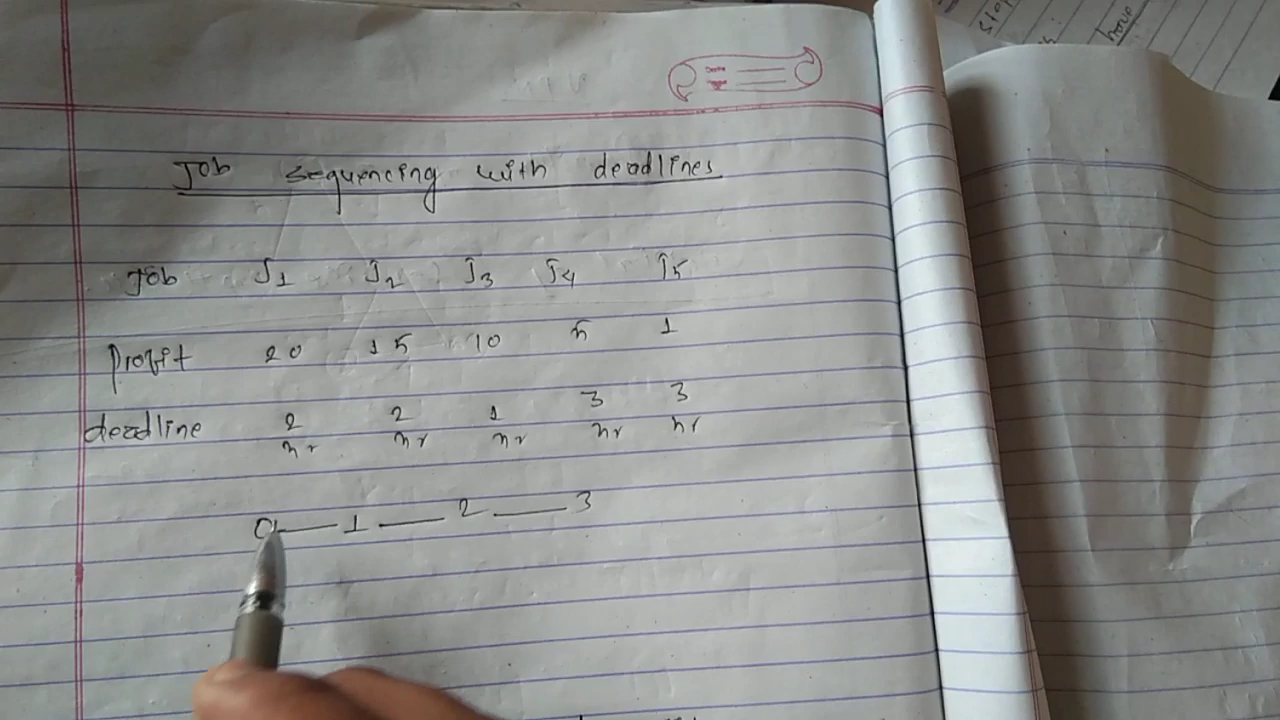 Job sequencing with deadlines
Job J1 J2 J3 J4 J5
Profit 20 15 10 5 1
deadline 2 2 1 3 3
hr hr hr hr hr
0 — 1 — 2 — 3
have